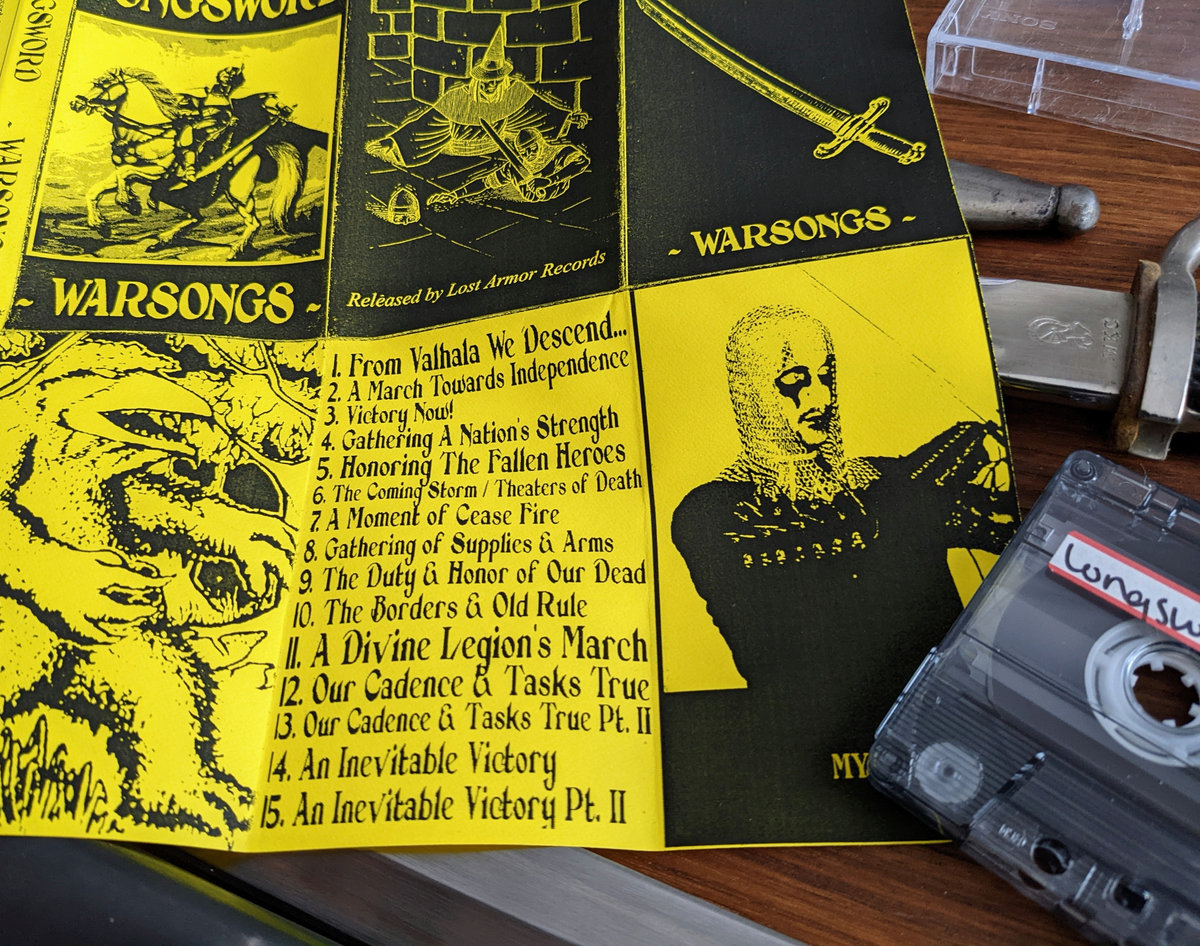 NGSWORD
~ WARSONGS
NGSWORD
~ WARSONGS ~
Released by Lost Armor Records
~ WARSONGS ~
1. From Valhala We Descend...
2. A March Towards Independence
3. Victory Now!
4. Gathering A Nation's Strength
5. Honoring The Fallen Heroes
6. The Coming Storm / Theaters of Death
7. A Moment of Cease Fire
8. Gathering of Supplies & Arms
9. The Duty & Honor of Our Dead
10. The Borders & Old Rule
11. A Divine Legion's March
12. Our Cadence & Tasks True
13. Our Cadence & Tasks True Pt. II
14. An Inevitable Victory
15. An Inevitable Victory Pt. II
MY
Longsw
SONY